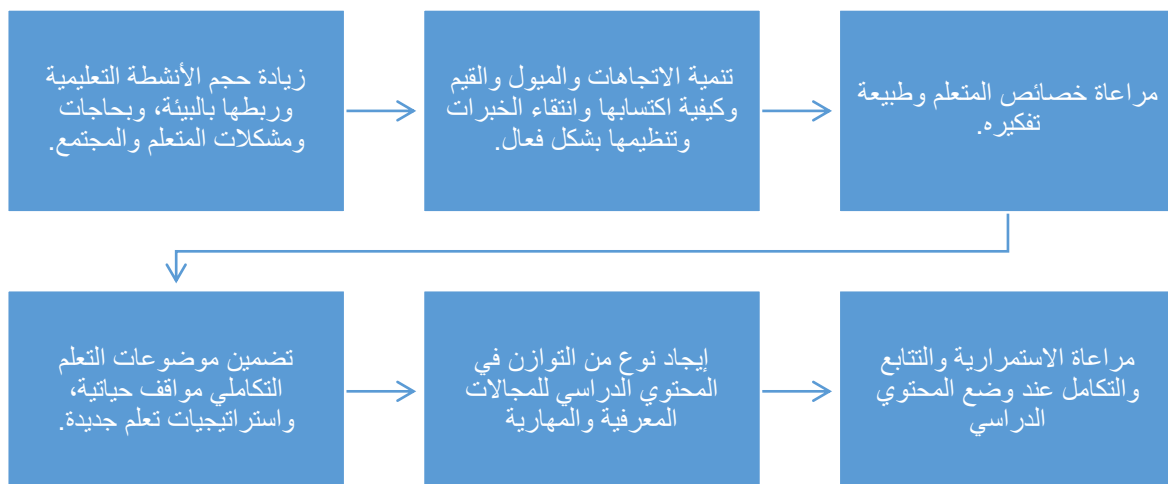 زيادة حجم الأنشطة التعليمية
وربطها بالبيئة، وبحاجات
ومشكلات المتعلم والمجتمع.
تنمية الاتجاهات والميول والقيم
وكيفية اكتسابها وانتقاء الخبرات
وتنظيمها بشكل فعال.
مراعاة خصائص المتعلم وطبيعة
تفكيره.
تضمين موضوعات التعلم
التكاملي مواقف حياتية،
واستراتيجيات تعلم جديدة.
إيجاد نوع من التوازن في
المحتوي الدراسي للمجالات
المعرفية والمهارية
مراعاة الاستمرارية والتتابع
والتكامل عند وضع المحتوي
الدراسي